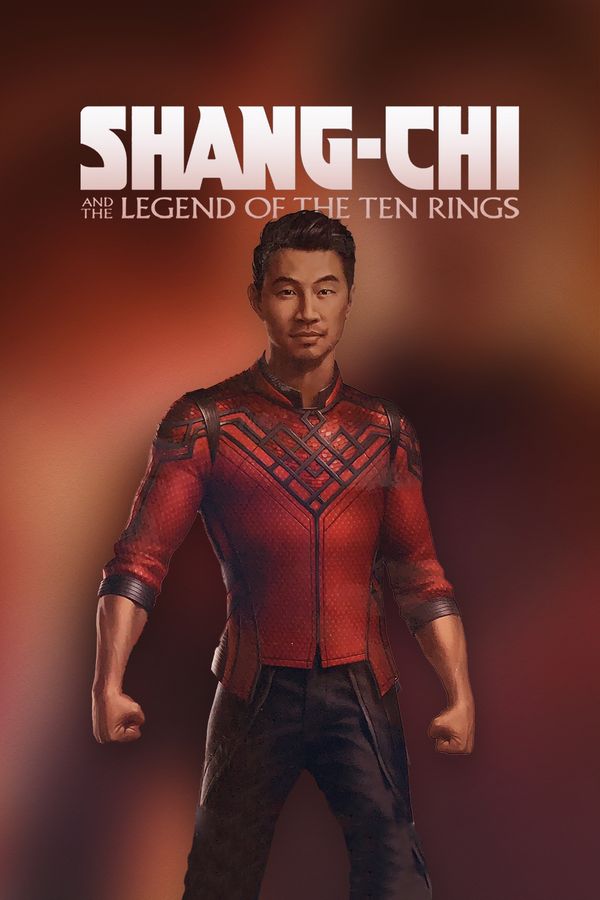 SHANG-CHI
AND THE LEGEND OF THE TEN RINGS